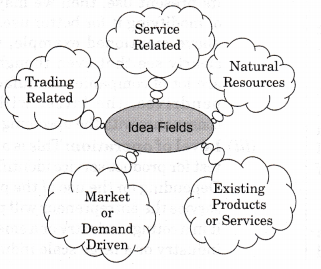 Service
Related
Trading
Related
Natural
Resources
Idea Fields
Market
or
Demand
Driven
Existing
Products
or Services